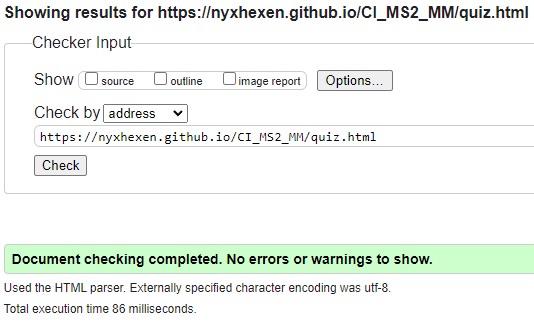 Showing results for https://nyxhexen.github.io/CI_MS2_MM/quiz.html
Checker Input
Show source outline image report Options...
Check by address
https://nyxhexen.github.io/CI_MS2_MM/quiz.html
Check
Document checking completed. No errors or warnings to show.
Used the HTML parser. Externally specified character encoding was utf-8.
Total execution time 86 milliseconds.